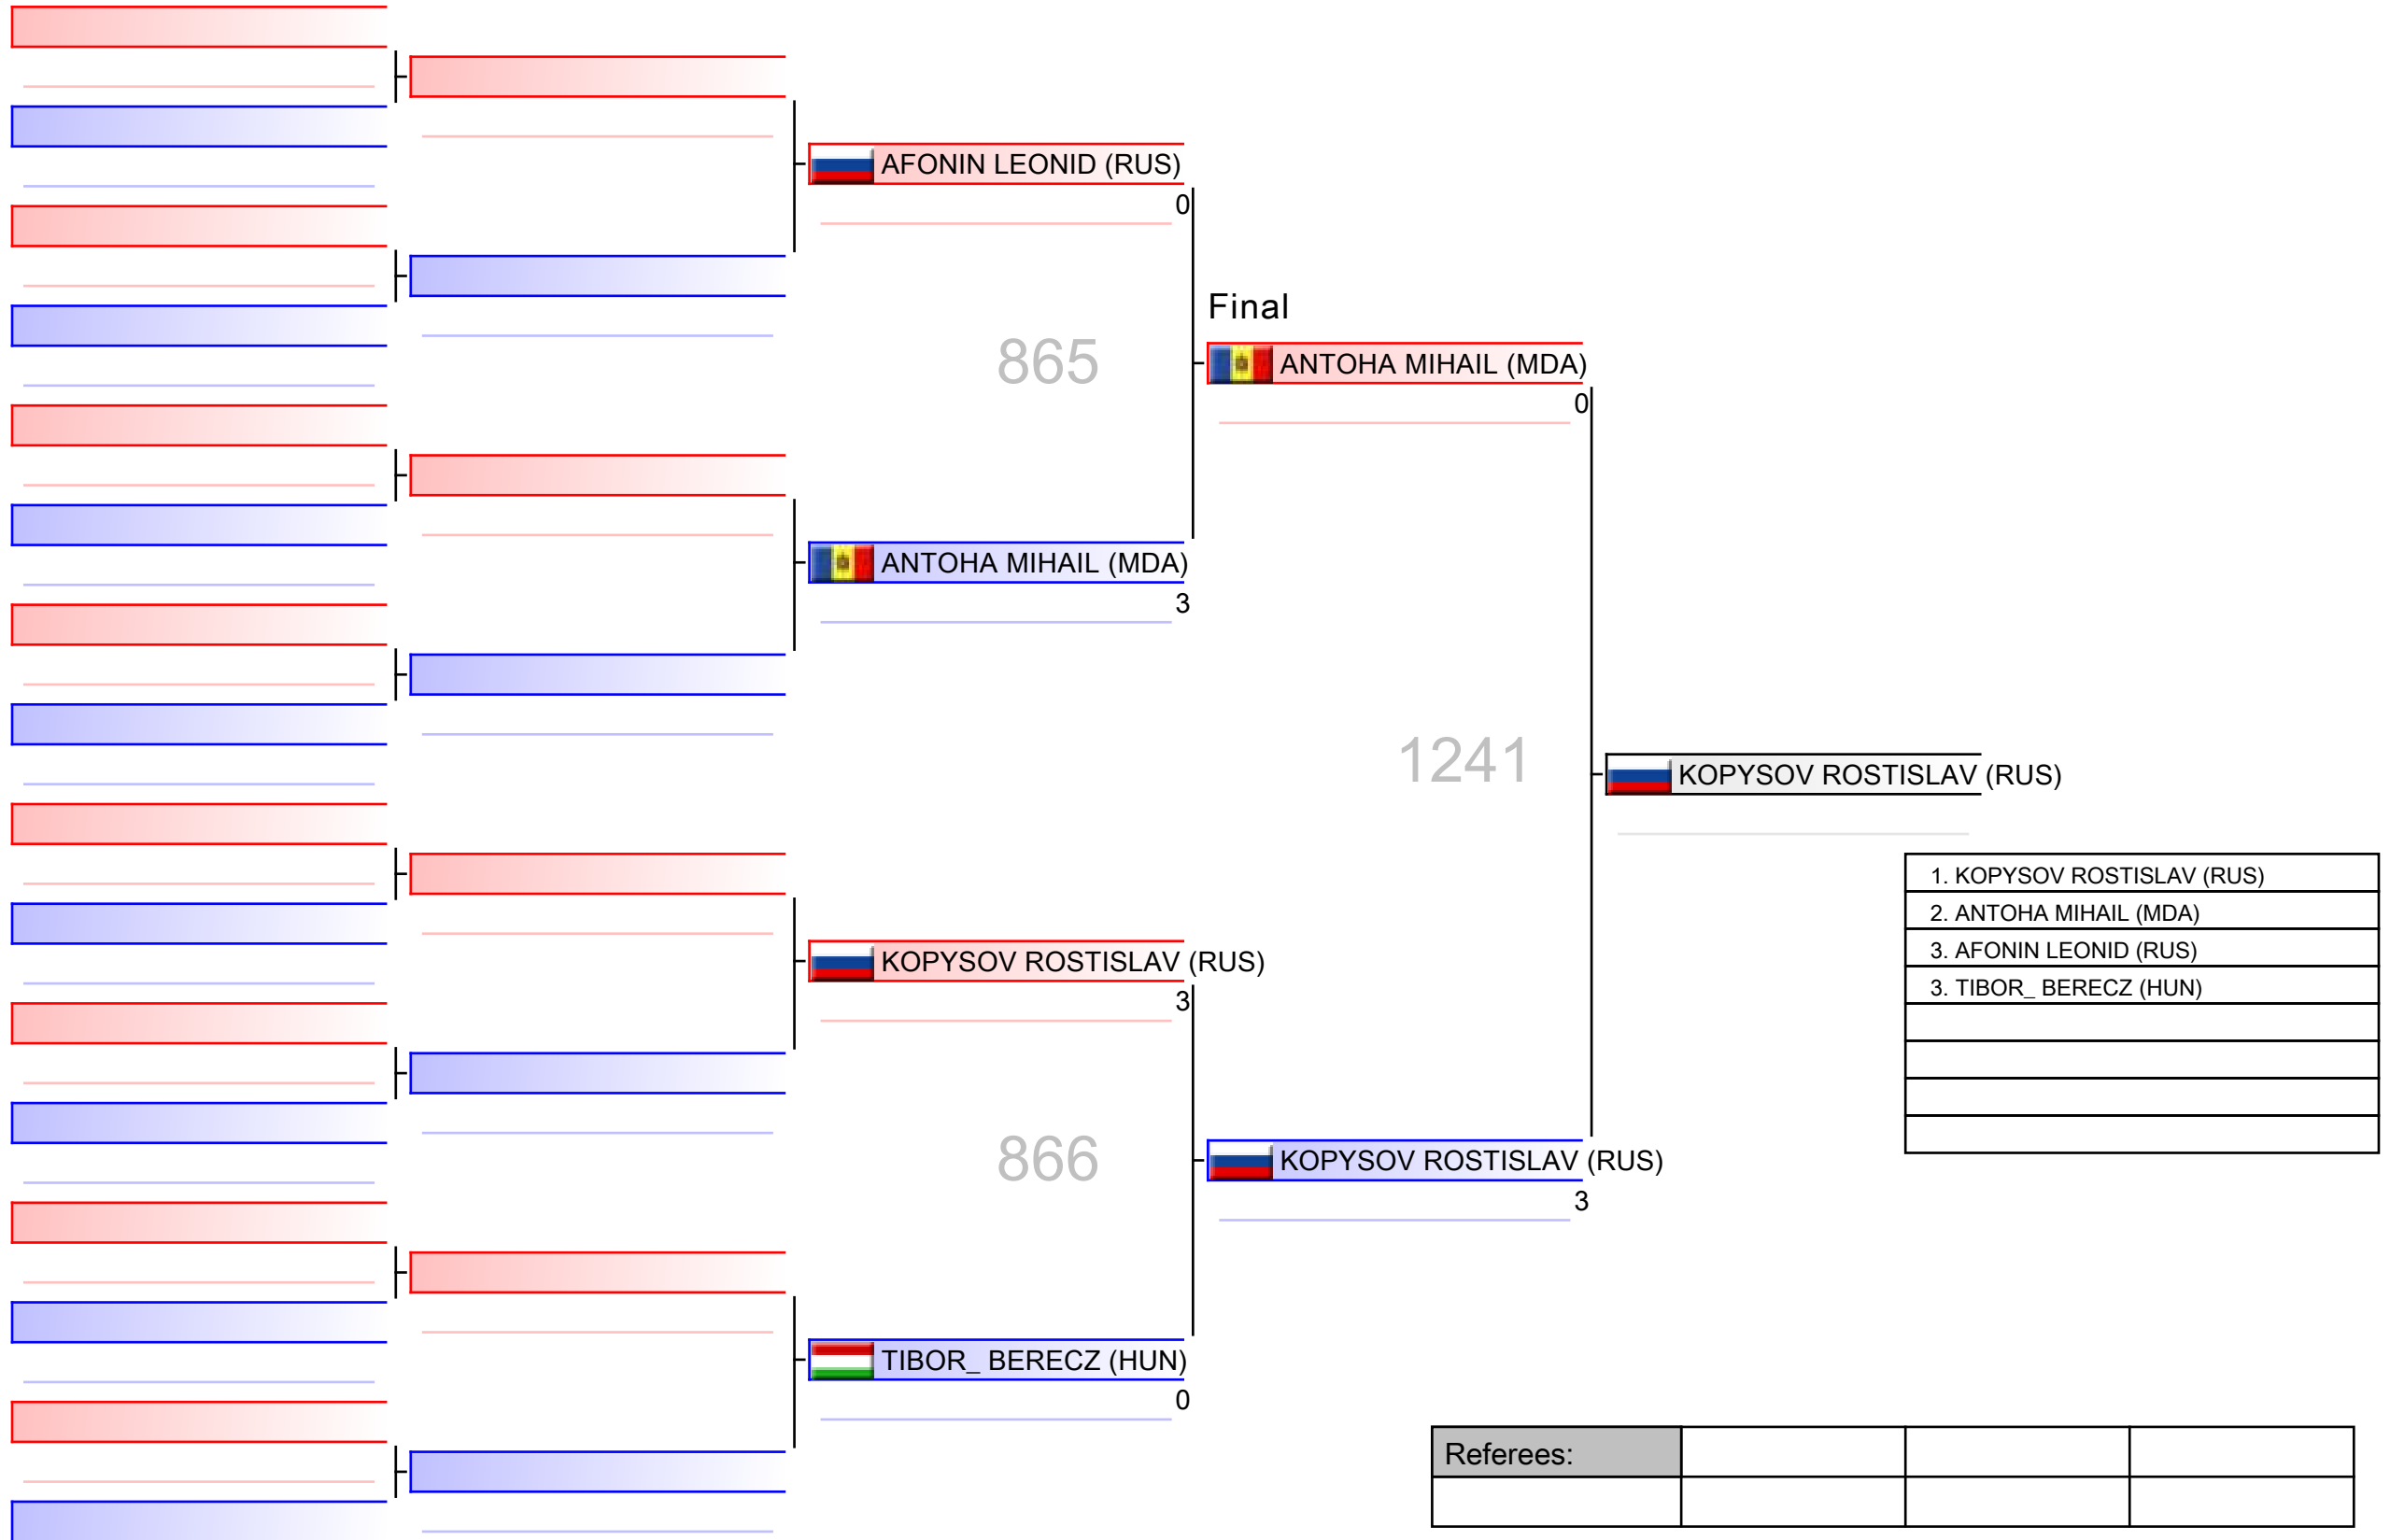 AFONIN LEONID (RUS)
0
Final
865
ANTOHA MIHAIL (MDA)
0
ANTOHA MIHAIL (MDA)
3
1241
KOPYSOV ROSTISLAV (RUS)
1. KOPYSOV ROSTISLAV (RUS)
2. ANTOHA MIHAIL (MDA)
3. AFONIN LEONID (RUS)
3. TIBOR_ BERECZ (HUN)
KOPYSOV ROSTISLAV (RUS)
3
866
KOPYSOV ROSTISLAV (RUS)
3
TIBOR_ BERECZ (HUN)
0
Referees: